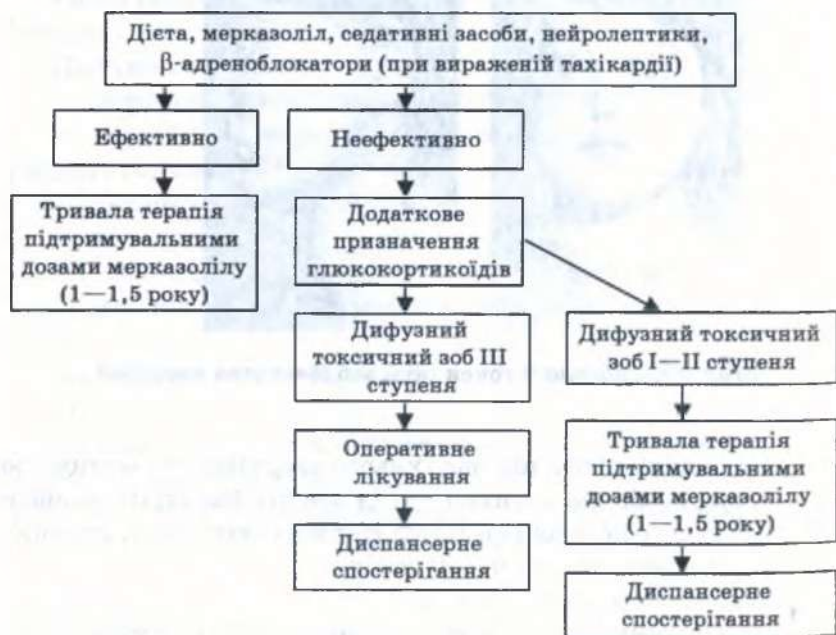 Дієта, мерказоліл, седативні засоби, нейролептики,
β-адреноблокатори (при вираженій тахікардії)
Ефективно
Неефективно
Тривала терапія
підтримувальними
дозами мерказолілу
(1—1,5 року)
Додаткове
призначення
глюкокортикоїдів
Дифузний
токсичний зоб III
ступеня
Дифузний токсичний
зоб I—II ступеня
Оперативне
лікування
Тривала терапія
підтримувальними
дозами мерказолілу
(1—1,5 року)
Диспансерне
спостерігання
Диспансерне
спостерігання